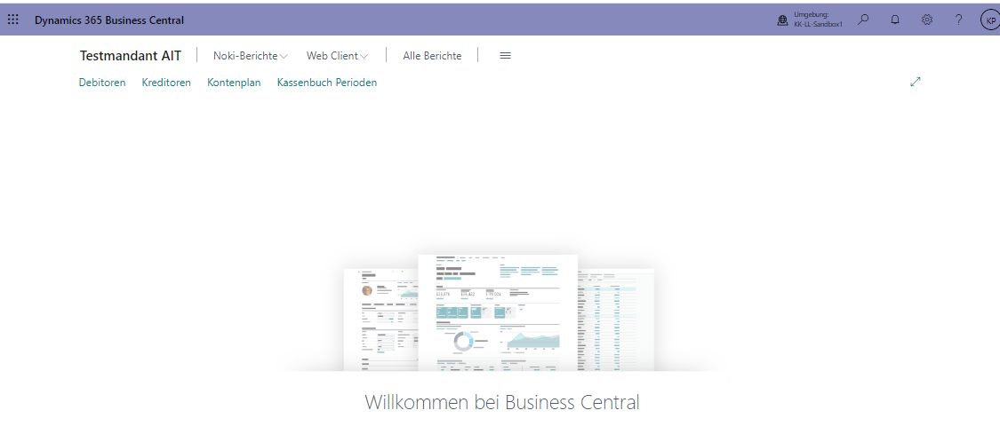 Dynamics 365 Business Central
Umgebung:
KK-LL-Sandbox1
?
KP
Testmandant AIT
Noki-Berichte
Web Client
Alle Berichte
Debitoren
Kreditoren
Kontenplan
Kassenbuch Perioden
Willkommen bei Business Central